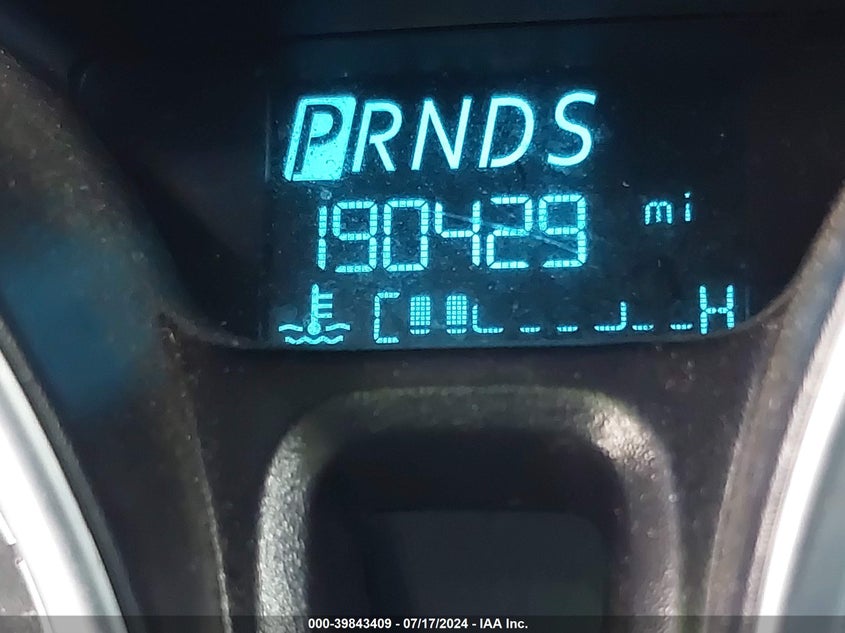 PRNDS
190429 mi
C H
000-39843409 - 07/17/2024 - IAA Inc.